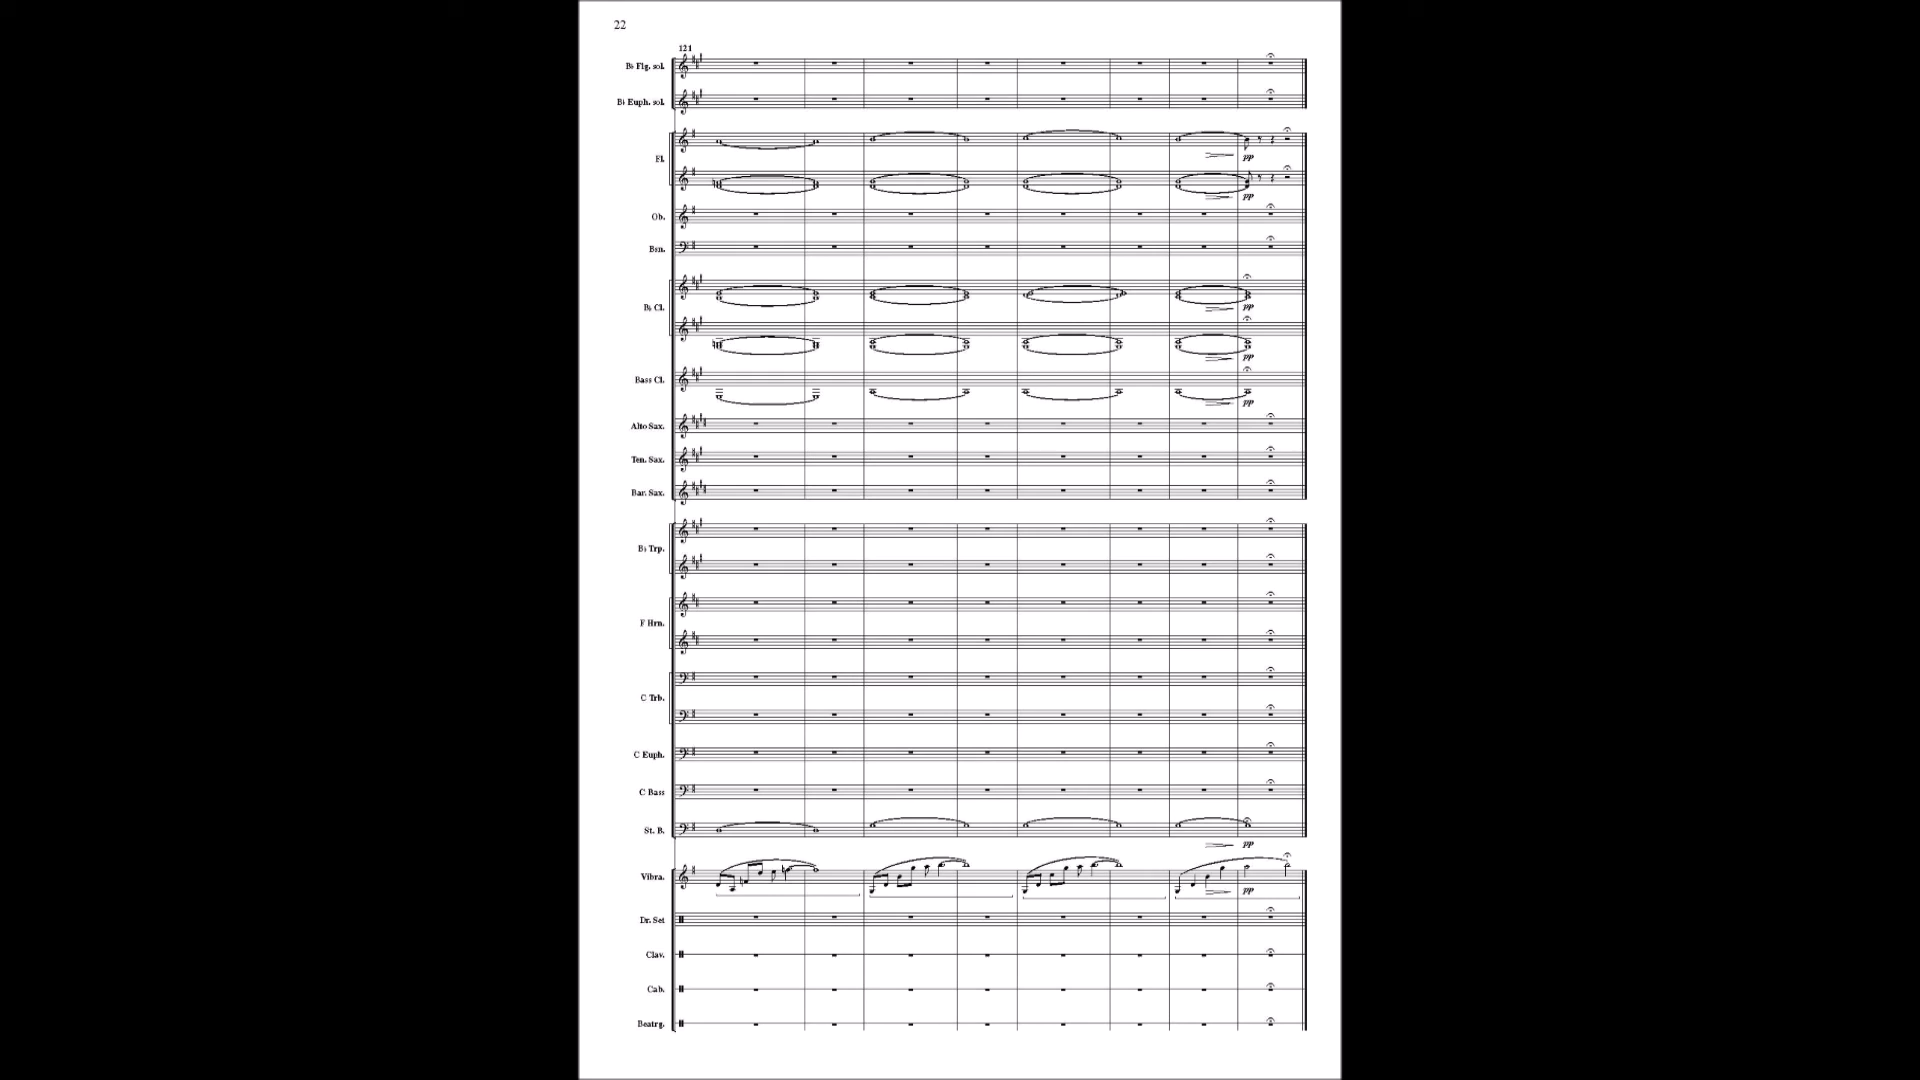 22
121
B♭ Flg. sol.
B♭ Euph. sol.
Fl.
pp
pp
Ob.
Bsn.
B♭ Cl.
pp
pp
Bass Cl.
pp
Alto Sax.
Ten. Sax.
Bar. Sax.
B♭ Trp.
F Hrn.
C Trb.
C Euph.
C Bass
St. B.
pp
Vibra.
pp
Dr. Set
Clav.
Cab.